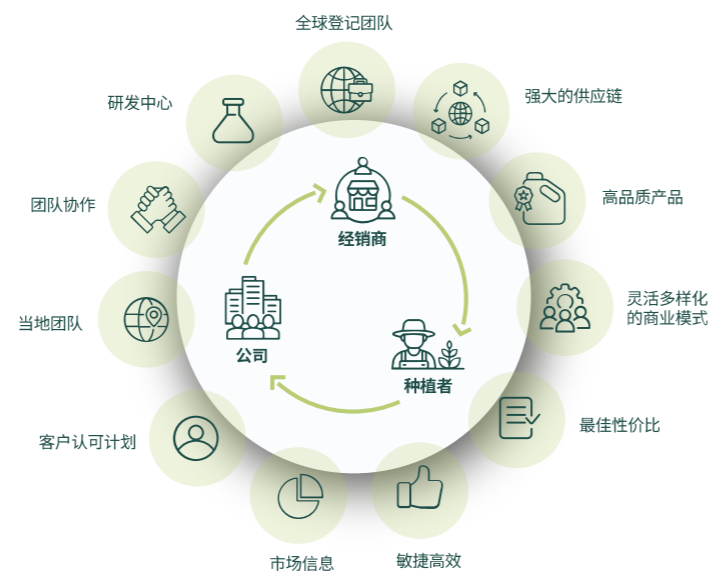 全球登记团队
研发中心
强大的供应链
团队协作
高品质产品
经销商
灵活多样化
的商业模式
当地团队
公司
种植者
最佳性价比
客户认可计划
市场信息
敏捷高效